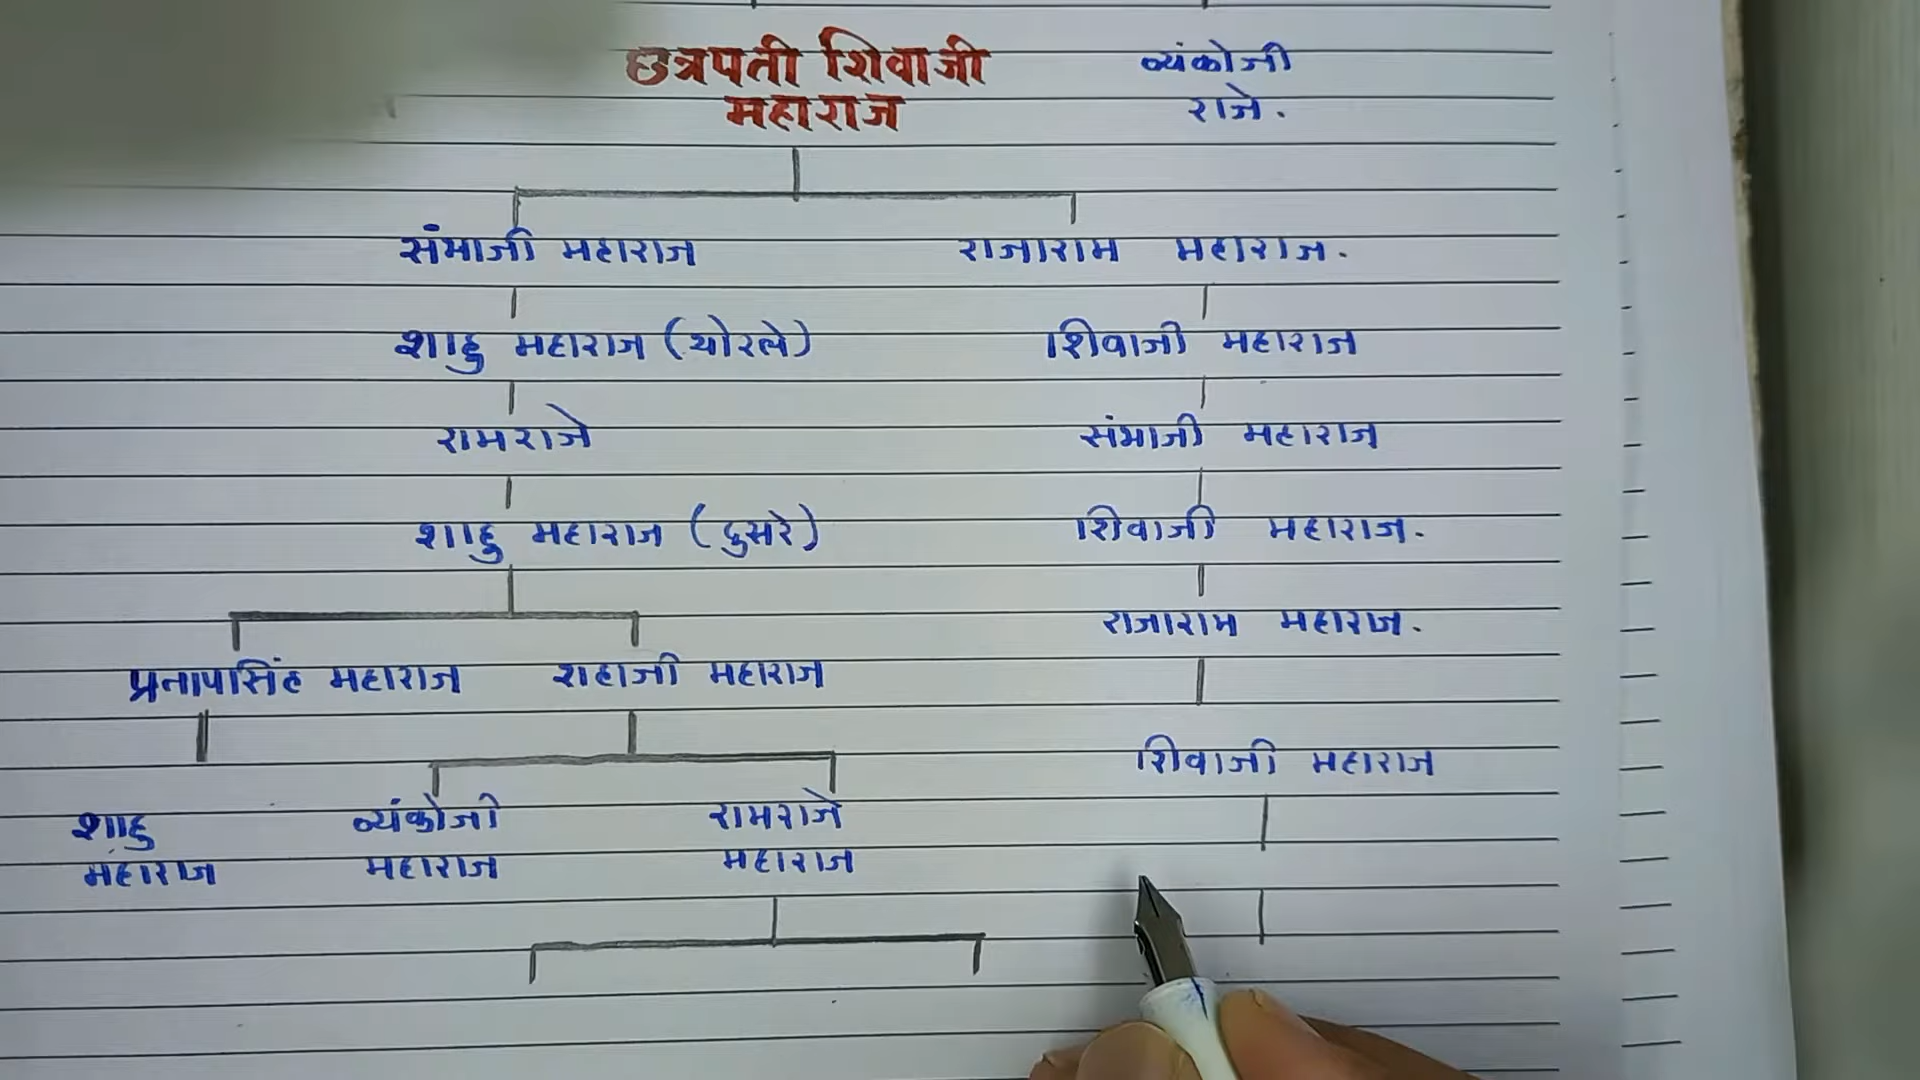 छत्रपती शिवाजी
महाराज
व्यंकोजी
राजे.
संभाजी महाराज
राजाराम महाराज.
शाहु महाराज (थोरले)
शिवाजी महाराज
रामराजे
संभाजी महाराज
शाहु महाराज (दुसरे)
शिवाजी महाराज.
राजाराम महाराज.
प्रतापसिंह महाराज
शहाजी महाराज
शिवाजी महाराज
शाहु
महाराज
व्यंकोजी
महाराज
रामराजे
महाराज